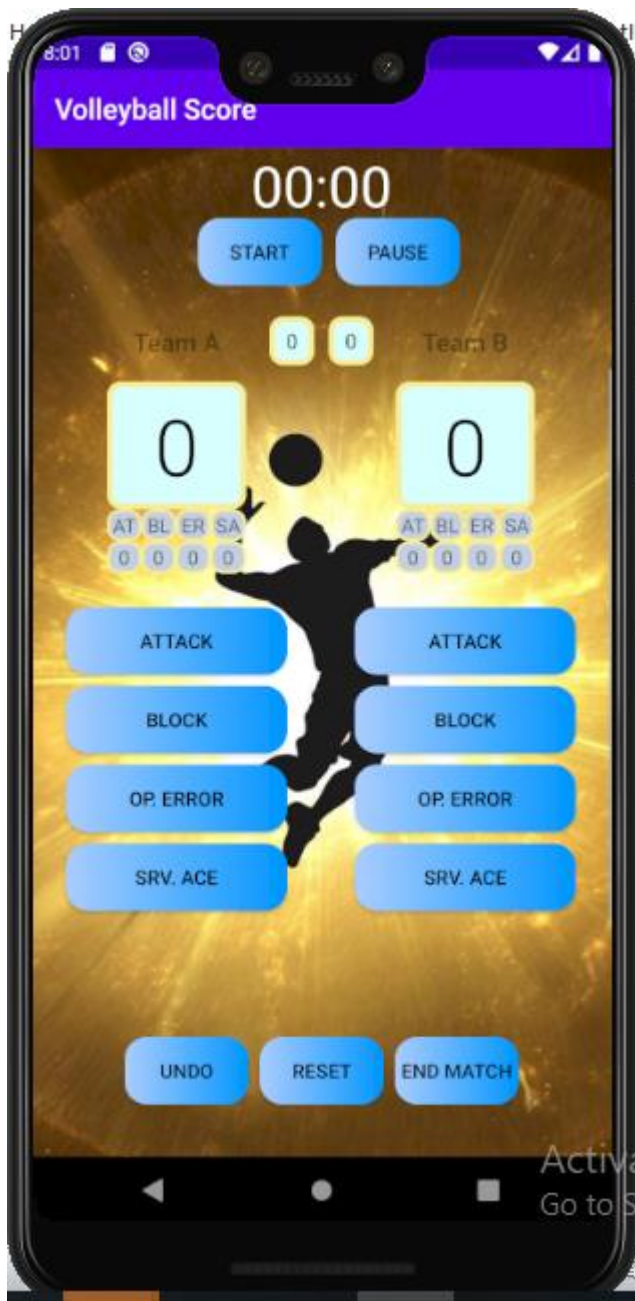 8:01
Volleyball Score
00:00
START PAUSE
Team A 0 0 Team B
0 0
AT BL ER SA AT BL ER SA
0 0 0 0 0 0 0 0
ATTACK ATTACK
BLOCK BLOCK
OP. ERROR OP. ERROR
SRV. ACE SRV. ACE
UNDO RESET END MATCH
Activa
Go to S